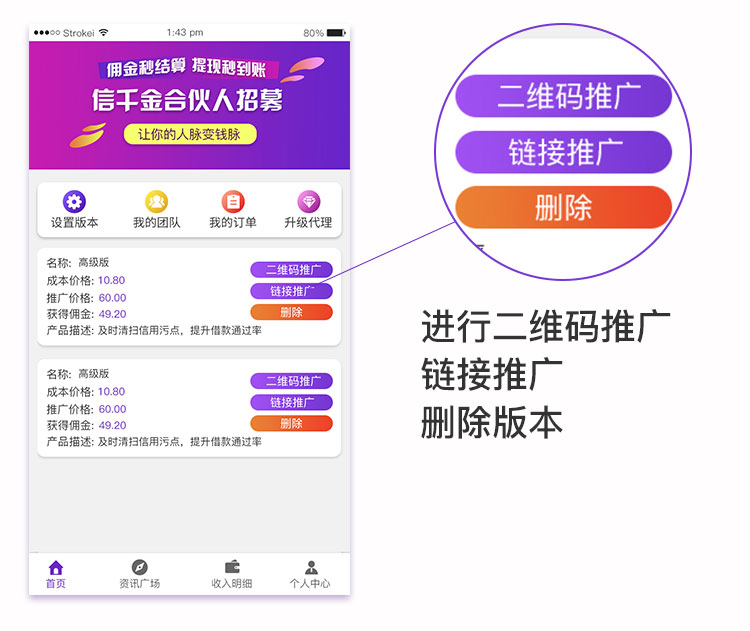 ●●●○○ Strokei 1:43 pm 80%
佣金秒结算 提现秒到账
信千金合伙人招募
让你的人脉变钱脉
设置版本 我的团队 我的订单 升级代理
名称: 高级版
成本价格: 10.80
推广价格: 60.00
获得佣金: 49.20
产品描述: 及时清扫信用污点，提升借款通过率
二维码推广
链接推广
删除
名称: 高级版
成本价格: 10.80
推广价格: 60.00
获得佣金: 49.20
产品描述: 及时清扫信用污点，提升借款通过率
二维码推广
链接推广
删除
首页 资讯广场 收入明细 个人中心
二维码推广
链接推广
删除
进行二维码推广
链接推广
删除版本